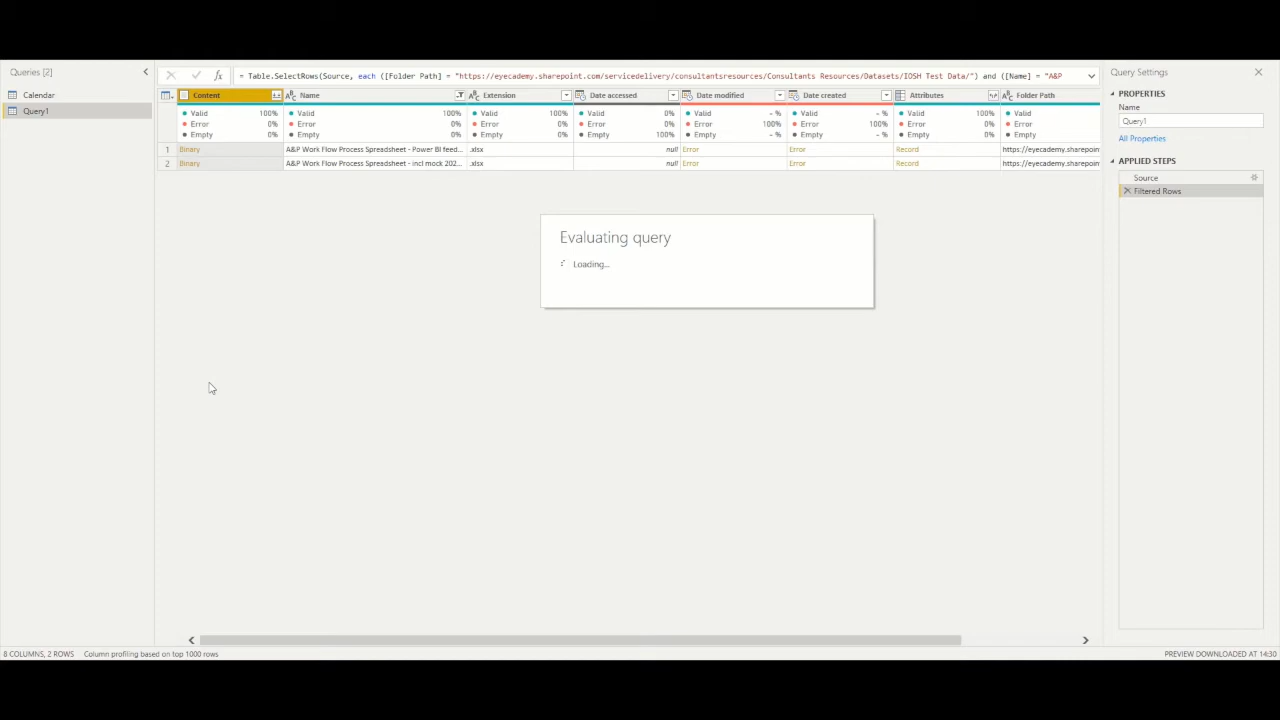 Queries [2]
= Table.SelectRows(Source, each ([Folder Path] = "https://eyecademy.sharepoint.com/servicedelivery/consultantsresources/Consultants Resources/Datasets/IOSH Test Data/") and ([Name] = "A&P
Query Settings
Calendar
Query1
Content Name Extension Date accessed Date modified Date created Attributes Folder Path
Valid 100% Valid 100% Valid 100% Valid 0% Valid - % Valid - % Valid 100% Valid
Error 0% Error 0% Error 0% Error 0% Error 100% Error 100% Error 0% Error
Empty 0% Empty 0% Empty 0% Empty 100% Empty - % Empty - % Empty 0% Empty
1 Binary A&P Work Flow Process Spreadsheet - Power BI feed... .xlsx null Error Error Record https://eyecademy.sharepoint
2 Binary A&P Work Flow Process Spreadsheet - incl mock 202... .xlsx null Error Error Record https://eyecademy.sharepoint
PROPERTIES
Name
Query1
All Properties
APPLIED STEPS
Source
Filtered Rows
Evaluating query
Loading...
8 COLUMNS, 2 ROWS Column profiling based on top 1000 rows
PREVIEW DOWNLOADED AT 14:30